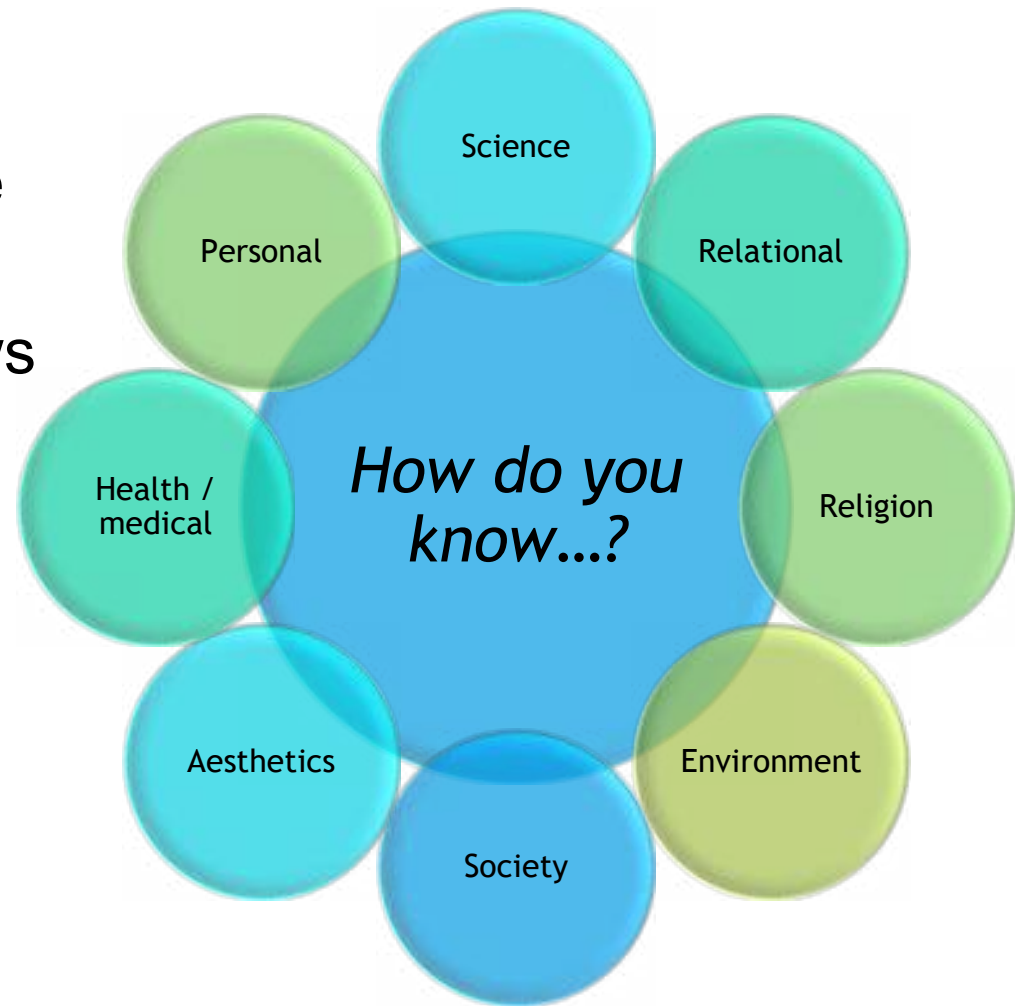 Science
Personal
Relational
How do you
know...?
Health /
medical
Religion
Aesthetics
Environment
Society